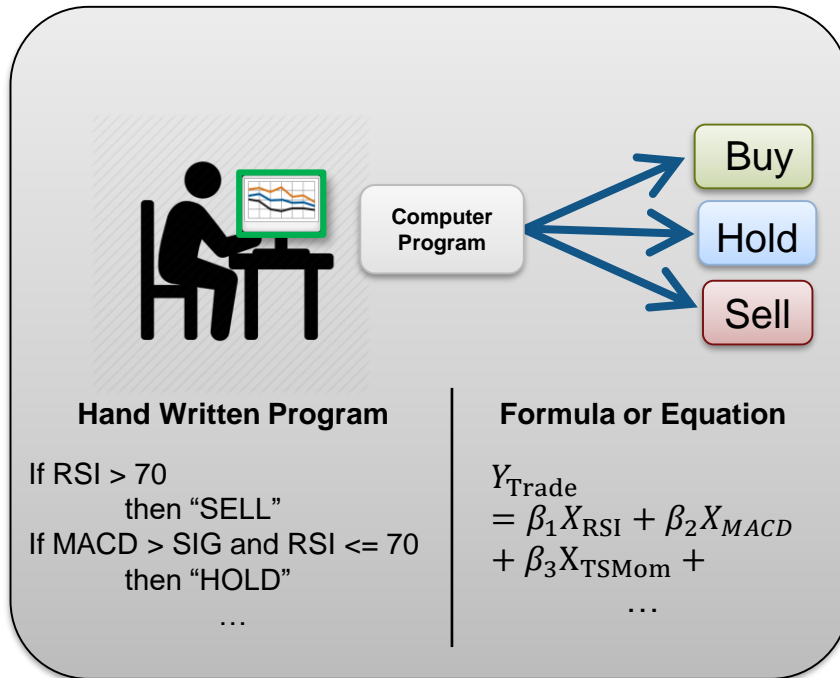 Computer
Program
Buy
Hold
Sell
Hand Written Program
If RSI > 70
then “SELL”
If MACD > SIG and RSI <= 70
then “HOLD”
…
Formula or Equation
Y_Trade
= β₁X_RSI + β₂X_MACD
+ β₃X_TSMom +
…